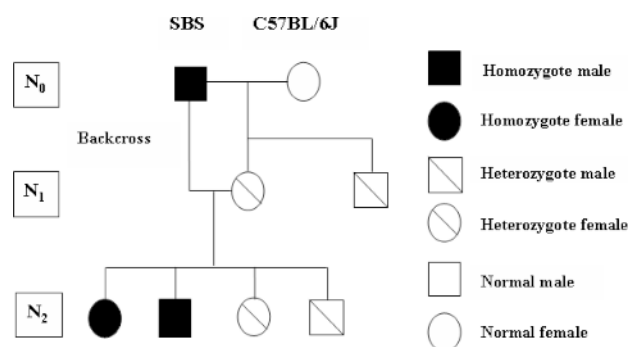 SBS C57BL/6J
N0
Homozygote male
Homozygote female
Backcross
N1
Heterozygote male
Heterozygote female
Normal male
N2
Normal female